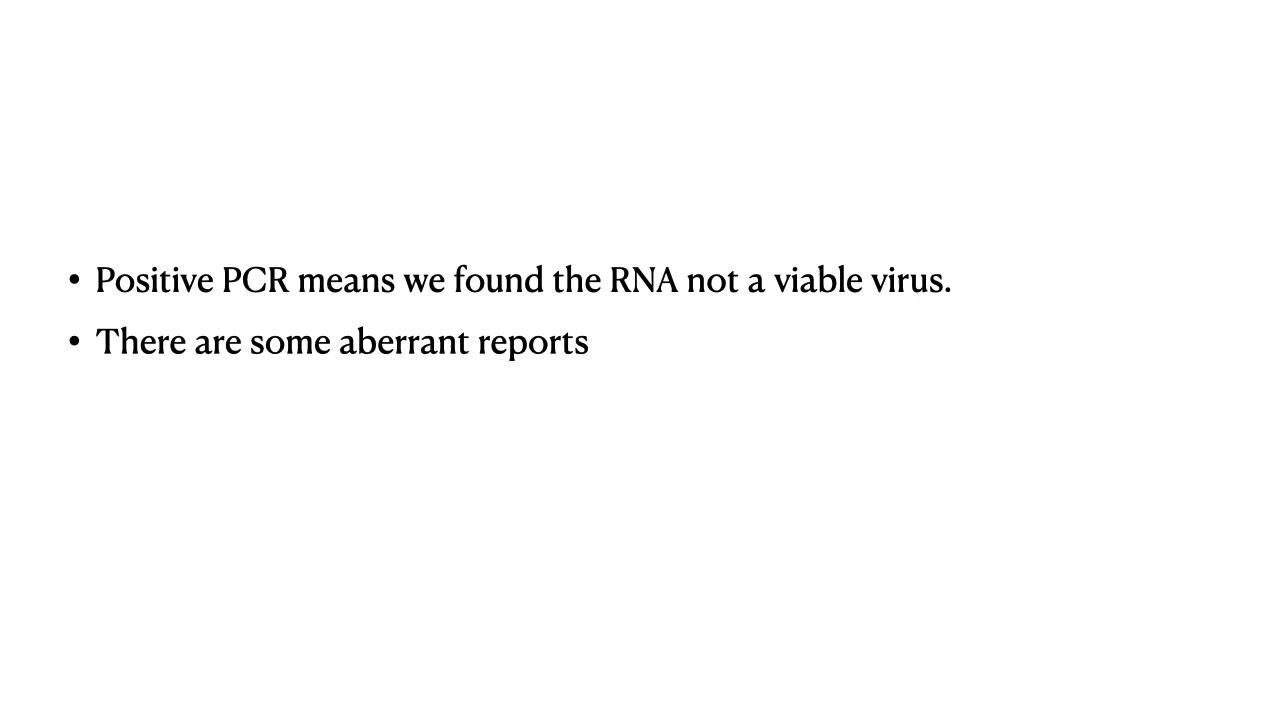 • Positive PCR means we found the RNA not a viable virus.
• There are some aberrant reports